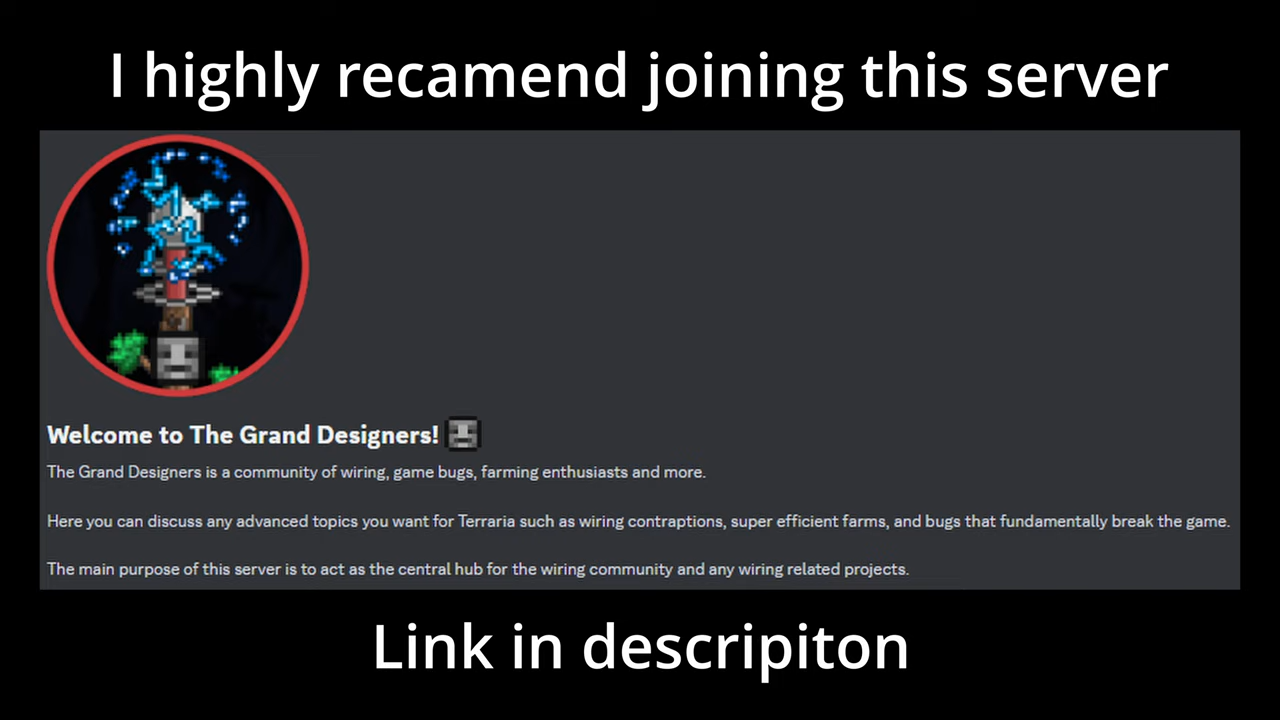 I highly recamend joining this server
Welcome to The Grand Designers!
The Grand Designers is a community of wiring, game bugs, farming enthusiasts and more.
Here you can discuss any advanced topics you want for Terraria such as wiring contraptions, super efficient farms, and bugs that fundamentally break the game.
The main purpose of this server is to act as the central hub for the wiring community and any wiring related projects.
Link in descripiton